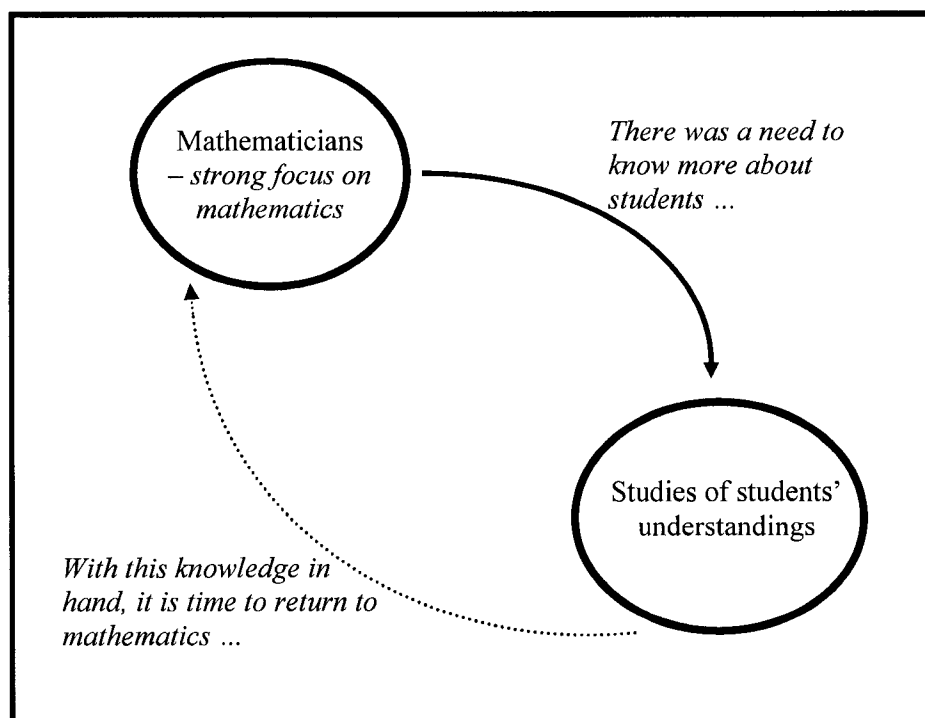 Mathematicians
– strong focus on
mathematics
There was a need to
know more about
students ...
Studies of students’
understandings
With this knowledge in
hand, it is time to return to
mathematics ...